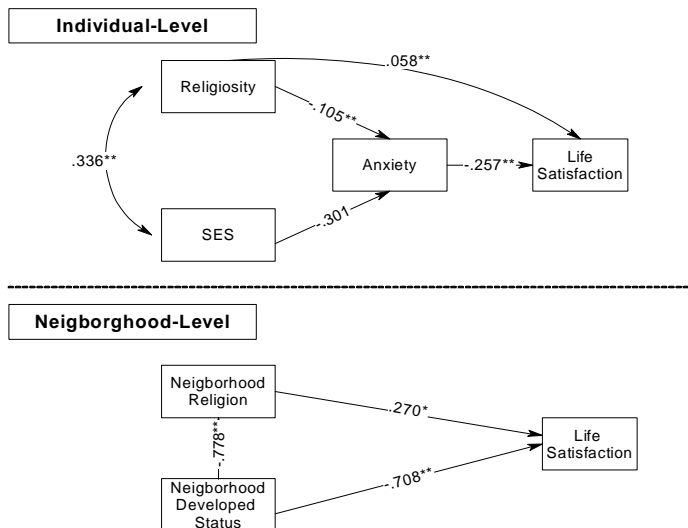 Individual-Level
.058**
Religiosity
-.105**
.336**
Anxiety
-.257**
Life
Satisfaction
SES
-.301
Neigborghood-Level
Neigborhood
Religion
.270*
-.778**
Life
Satisfaction
-.708**
Neigborhood
Developed
Status